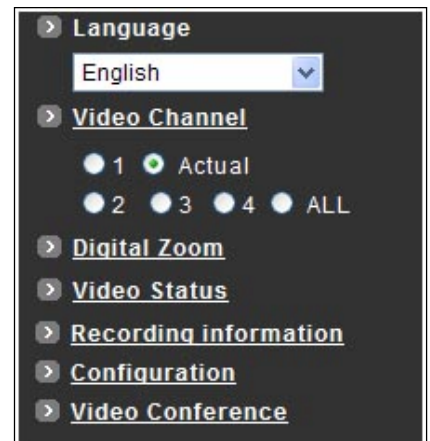 Language
English
Video Channel
1 Actual
2 3 4 ALL
Digital Zoom
Video Status
Recording information
Configuration
Video Conference